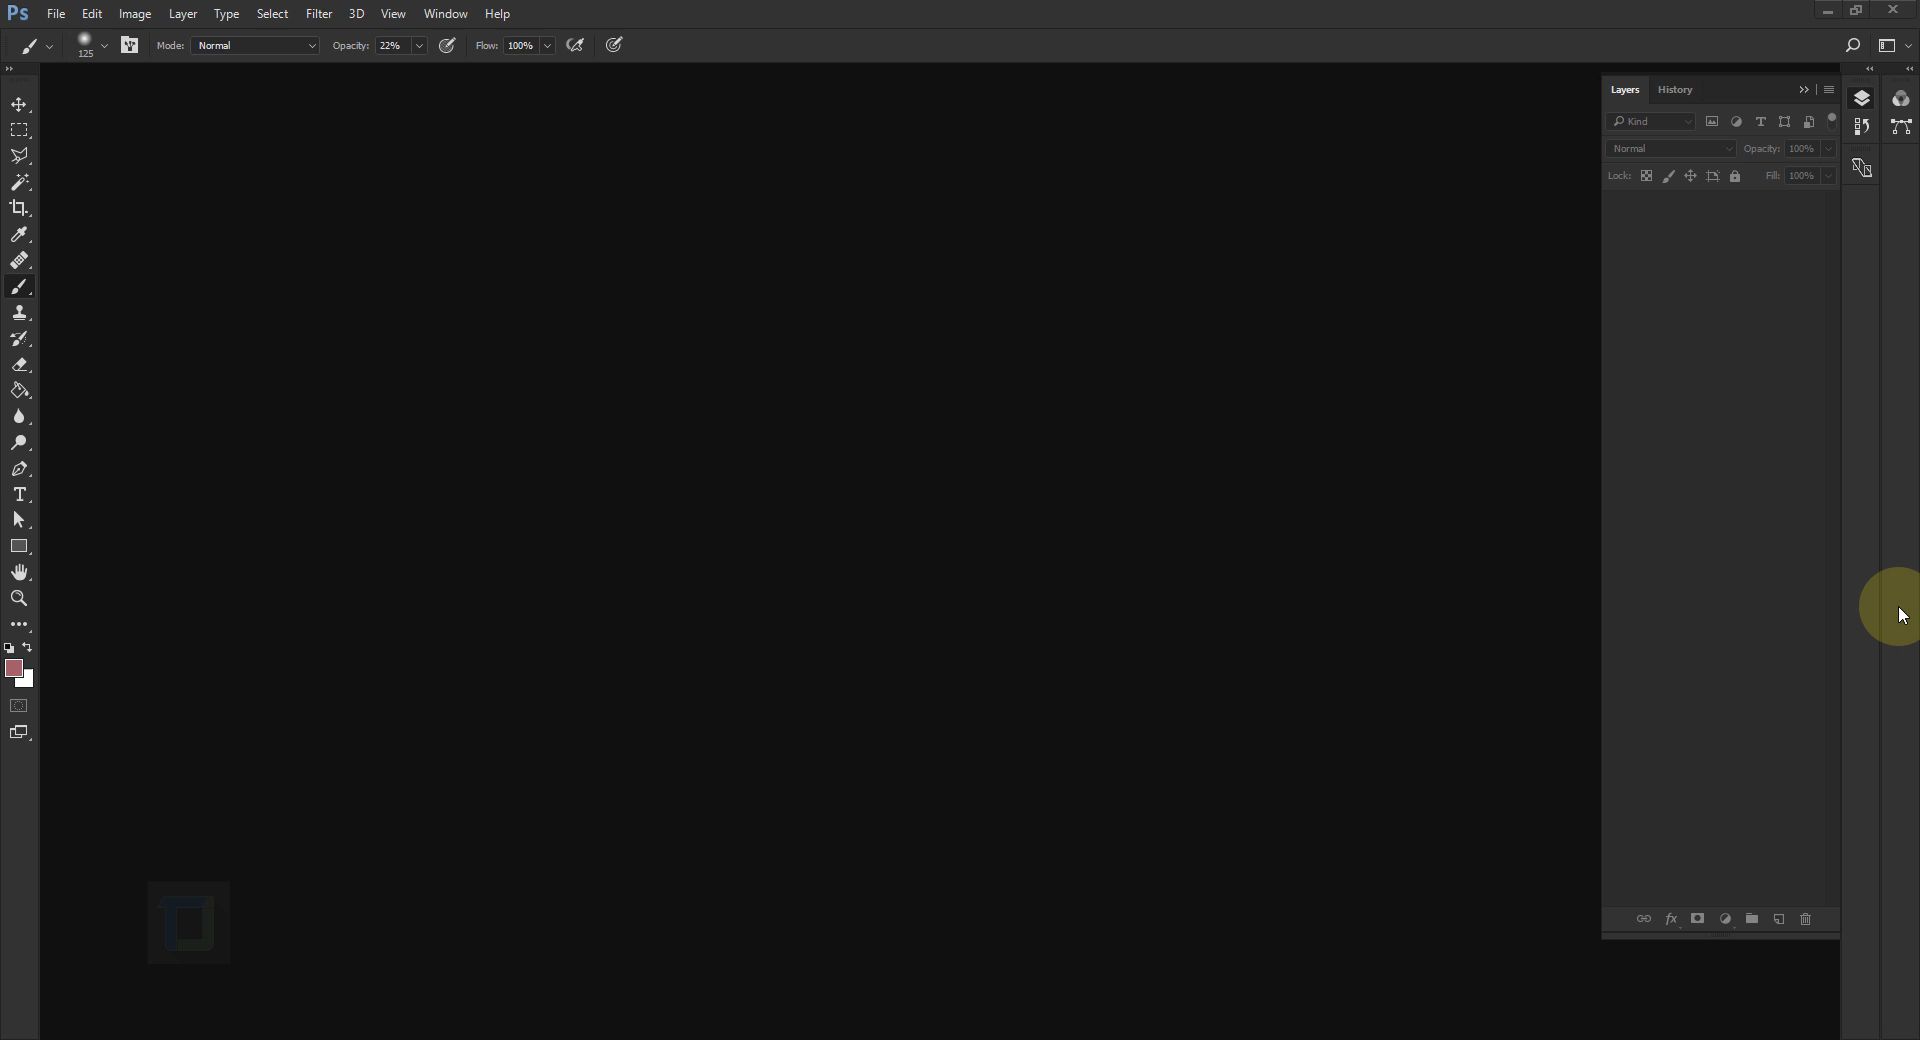 Ps File Edit Image Layer Type Select Filter 3D View Window Help
125 Mode: Normal Opacity: 22% Flow: 100%
Layers History
Kind
Normal Opacity: 100%
Lock: Fill: 100%
fx